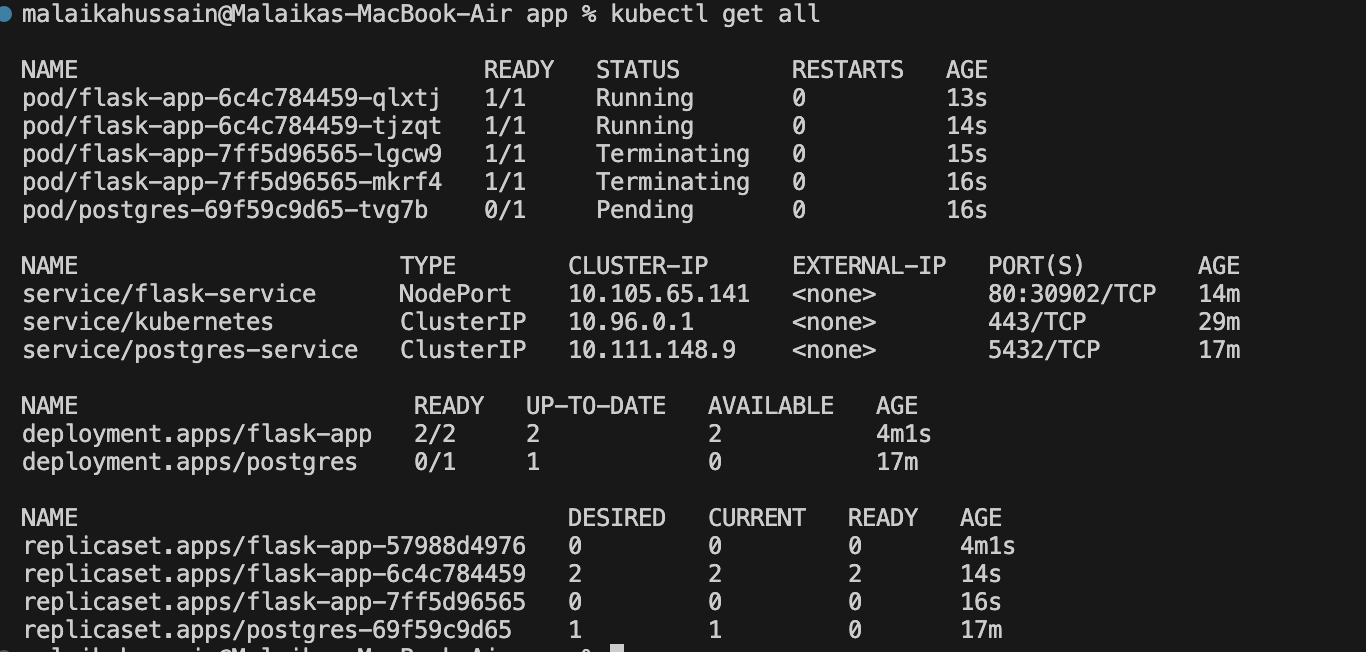 malaikahussain@Malaikas-MacBook-Air app % kubectl get all
NAME READY STATUS RESTARTS AGE
pod/flask-app-6c4c784459-qlxtj 1/1 Running 0 13s
pod/flask-app-6c4c784459-tjzqt 1/1 Running 0 14s
pod/flask-app-7ff5d96565-lgcw9 1/1 Terminating 0 15s
pod/flask-app-7ff5d96565-mkrf4 1/1 Terminating 0 16s
pod/postgres-69f59c9d65-tvg7b 0/1 Pending 0 16s
NAME TYPE CLUSTER-IP EXTERNAL-IP PORT(S) AGE
service/flask-service NodePort 10.105.65.141 <none> 80:30902/TCP 14m
service/kubernetes ClusterIP 10.96.0.1 <none> 443/TCP 29m
service/postgres-service ClusterIP 10.111.148.9 <none> 5432/TCP 17m
NAME READY UP-TO-DATE AVAILABLE AGE
deployment.apps/flask-app 2/2 2 2 4m1s
deployment.apps/postgres 0/1 1 0 17m
NAME DESIRED CURRENT READY AGE
replicaset.apps/flask-app-57988d4976 0 0 0 4m1s
replicaset.apps/flask-app-6c4c784459 2 2 2 14s
replicaset.apps/flask-app-7ff5d96565 0 0 0 16s
replicaset.apps/postgres-69f59c9d65 1 1 0 17m